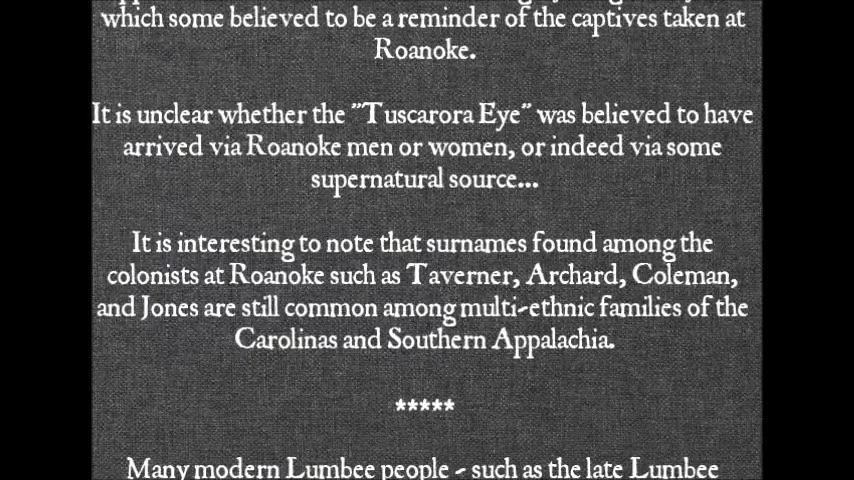 which some believed to be a reminder of the captives taken at
Roanoke.
It is unclear whether the "Tuscarora Eye" was believed to have
arrived via Roanoke men or women, or indeed via some
supernatural source...
It is interesting to note that surnames found among the
colonists at Roanoke such as Taverner, Archard, Coleman,
and Jones are still common among multi-ethnic families of the
Carolinas and Southern Appalachia.
*****
Many modern Lumbee people - such as the late Lumbee